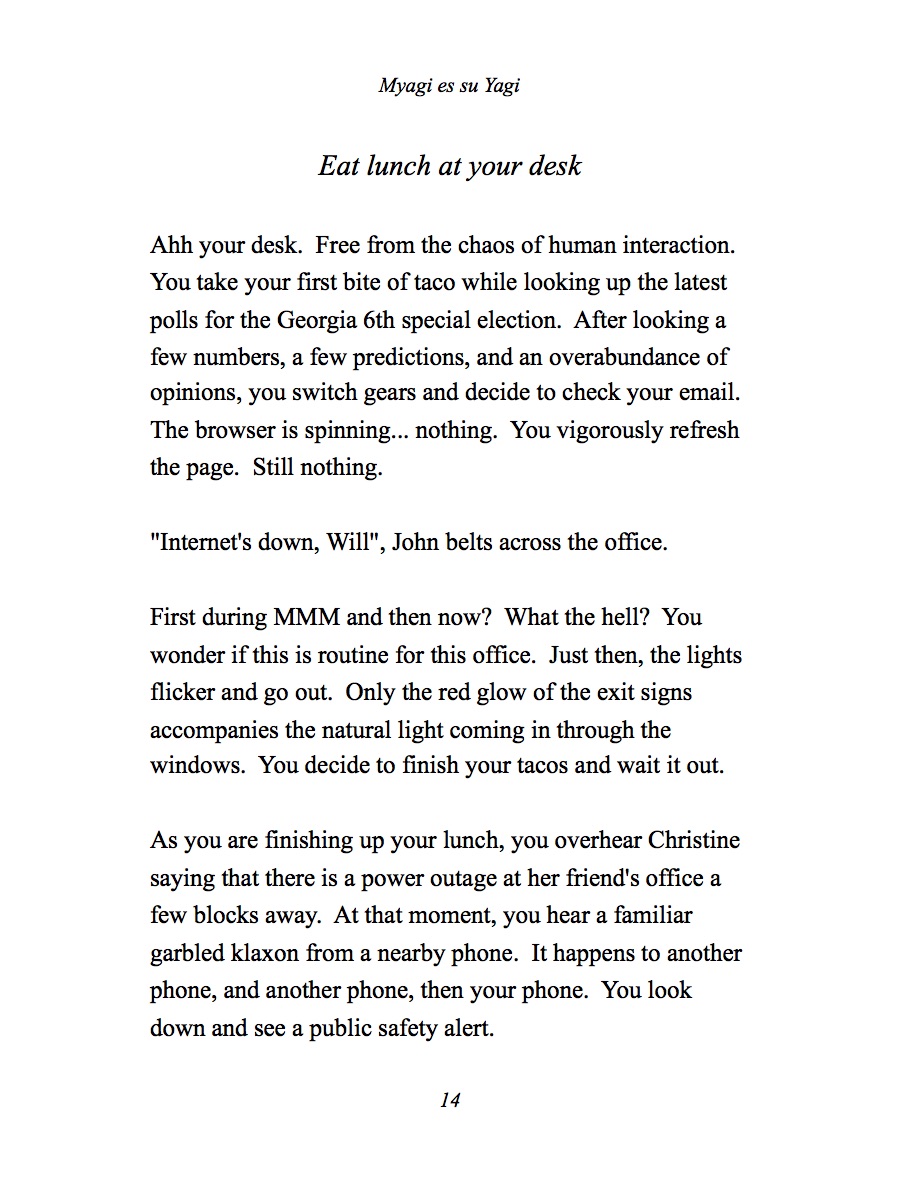 Myagi es su Yagi
Eat lunch at your desk
Ahh your desk.  Free from the chaos of human interaction.
You take your first bite of taco while looking up the latest
polls for the Georgia 6th special election.  After looking a
few numbers, a few predictions, and an overabundance of
opinions, you switch gears and decide to check your email.
The browser is spinning... nothing.  You vigorously refresh
the page.  Still nothing.
"Internet's down, Will", John belts across the office.
First during MMM and then now?  What the hell?  You
wonder if this is routine for this office.  Just then, the lights
flicker and go out.  Only the red glow of the exit signs
accompanies the natural light coming in through the
windows.  You decide to finish your tacos and wait it out.
As you are finishing up your lunch, you overhear Christine
saying that there is a power outage at her friend's office a
few blocks away.  At that moment, you hear a familiar
garbled klaxon from a nearby phone.  It happens to another
phone, and another phone, then your phone.  You look
down and see a public safety alert.
14